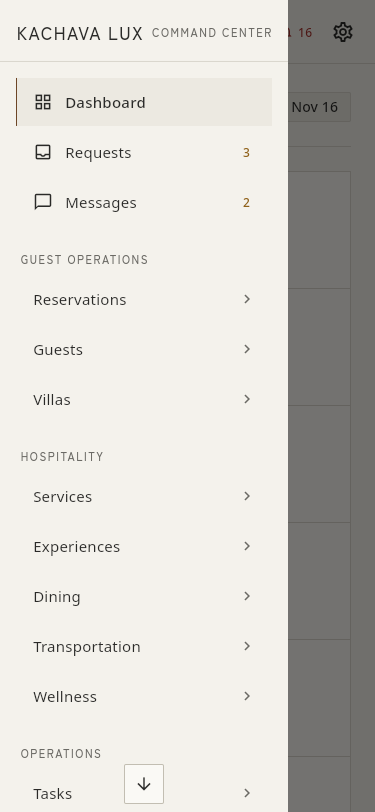 KACHAVA LUX COMMAND CENTER
16
Dashboard
Nov 16
Requests 3
Messages 2
GUEST OPERATIONS
Reservations
Guests
Villas
HOSPITALITY
Services
Experiences
Dining
Transportation
Wellness
OPERATIONS
Tasks